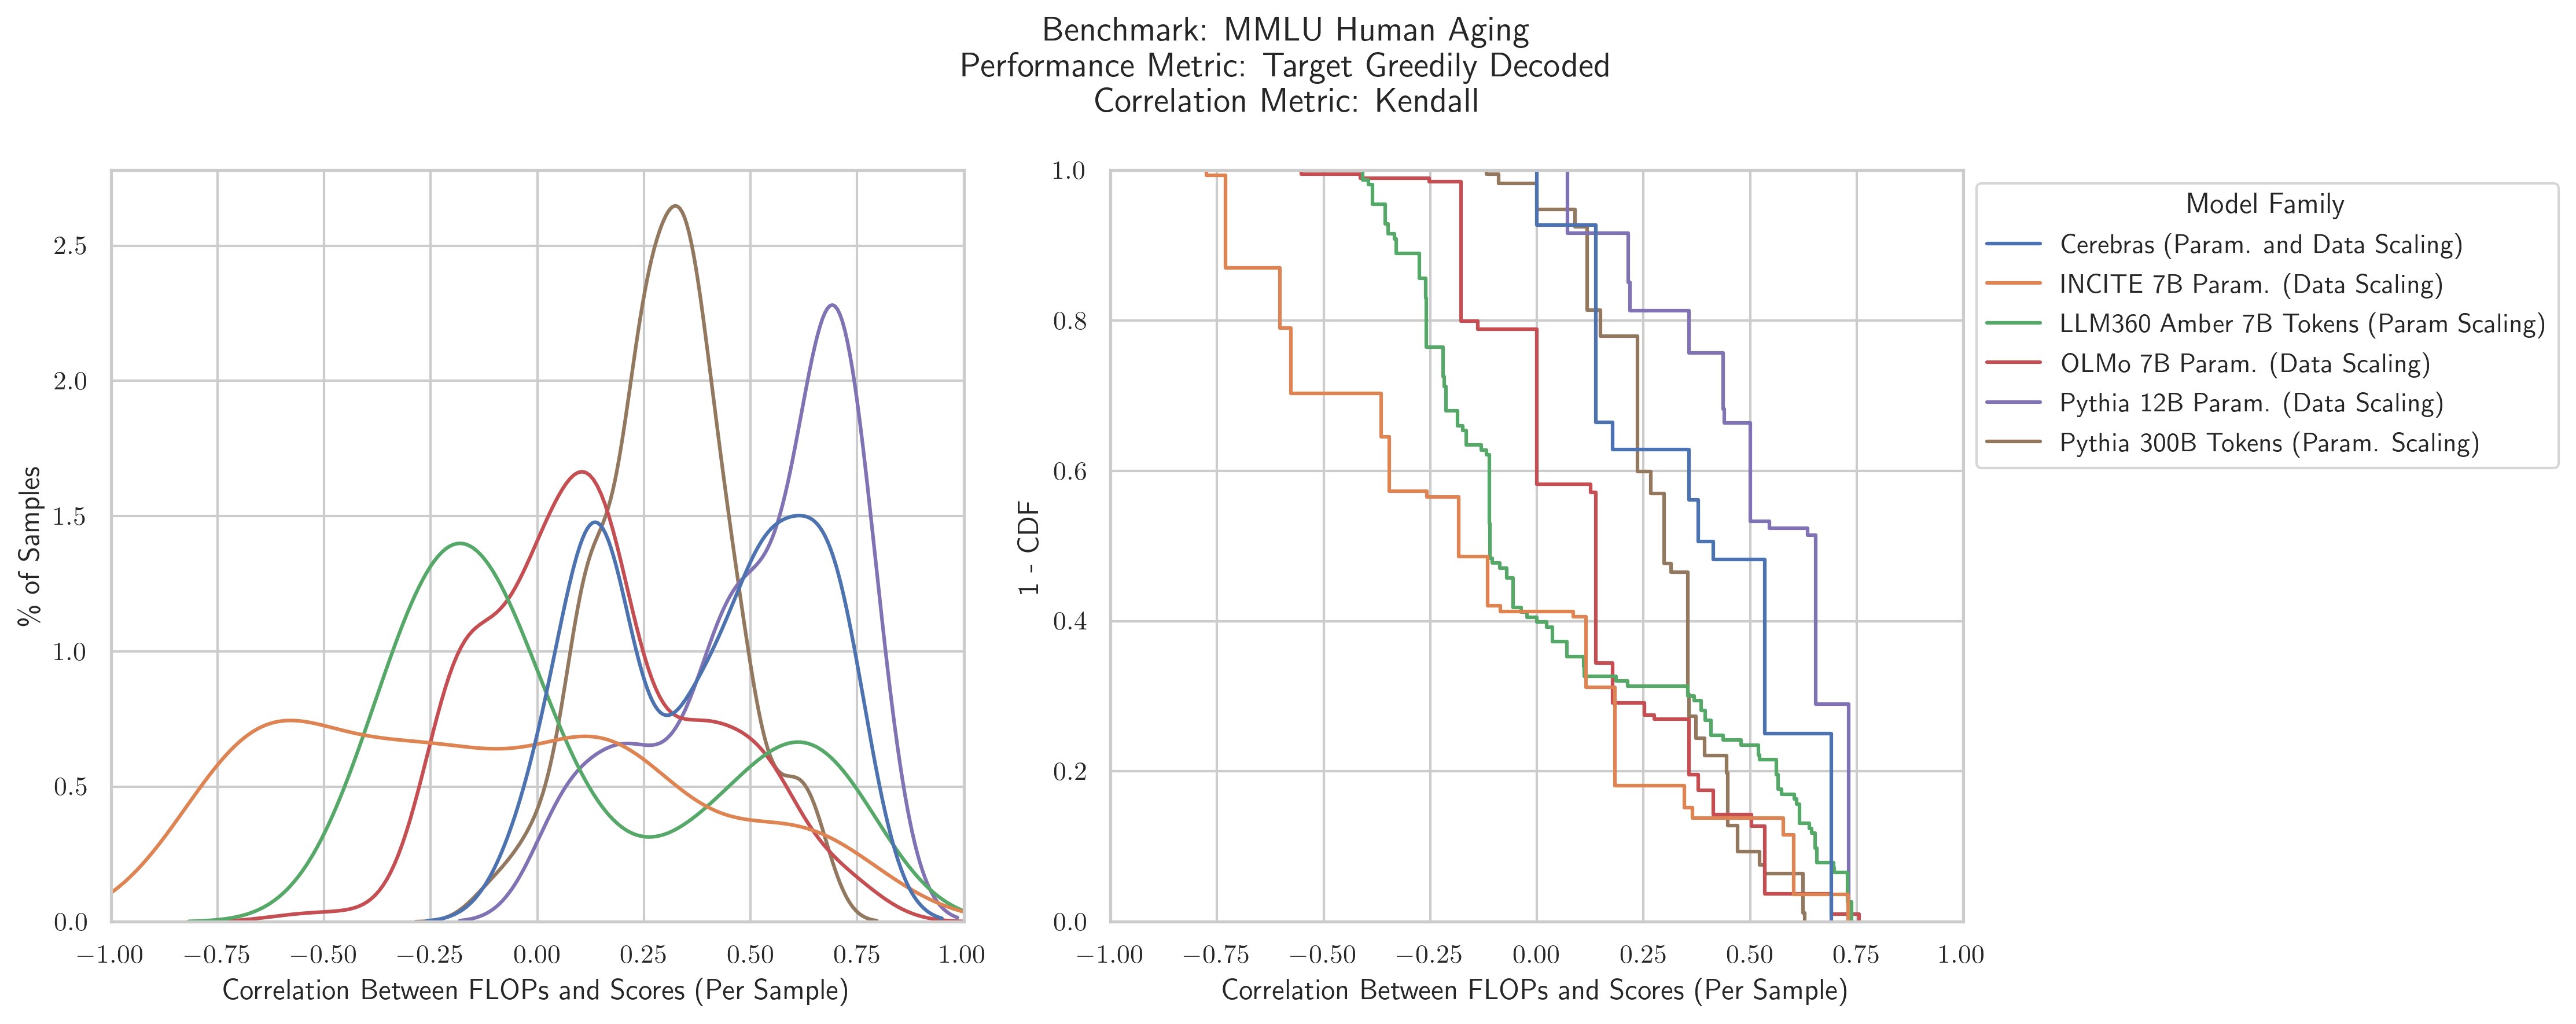 Benchmark: MMLU Human Aging
Performance Metric: Target Greedily Decoded
Correlation Metric: Kendall
% of Samples
2.5
2.0
1.5
1.0
0.5
0.0
−1.00 −0.75 −0.50 −0.25 0.00 0.25 0.50 0.75 1.00
Correlation Between FLOPs and Scores (Per Sample)
1 - CDF
1.0
0.8
0.6
0.4
0.2
0.0
−1.00 −0.75 −0.50 −0.25 0.00 0.25 0.50 0.75 1.00
Correlation Between FLOPs and Scores (Per Sample)
Model Family
Cerebras (Param. and Data Scaling)
INCITE 7B Param. (Data Scaling)
LLM360 Amber 7B Tokens (Param Scaling)
OLMo 7B Param. (Data Scaling)
Pythia 12B Param. (Data Scaling)
Pythia 300B Tokens (Param. Scaling)